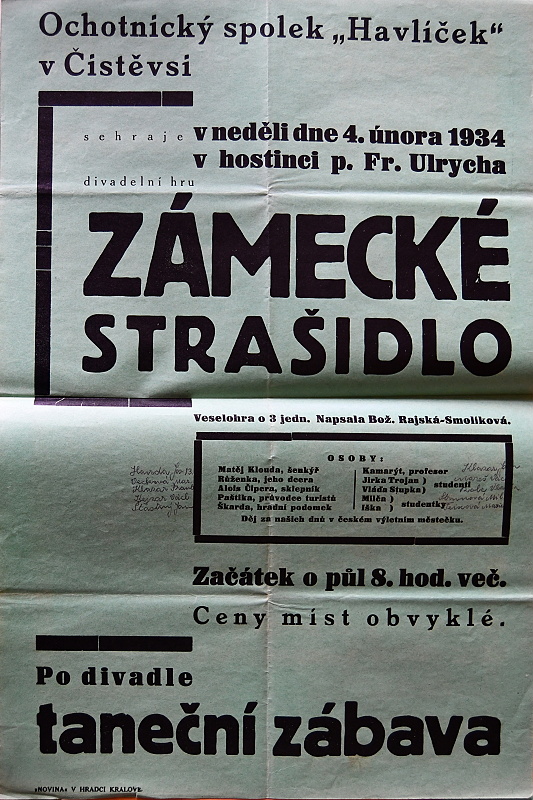 Ochotnický spolek „Havlíček“
v Čistěvsi
sehraje v neděli dne 4. února 1934
v hostinci p. Fr. Ulrycha
divadelní hru
ZÁMECKÉ
STRAŠIDLO
Veselohra o 3 jedn. Napsala Bož. Rajská-Smolíková.
OSOBY:
Matěj Klouda, šenkýř
Růženka, jeho dcera
Alois Čipera, sklepník
Paštika, průvodce turistů
Škarda, hradní podomek
Kamarýt, profesor
Jirka Trojan )
Vláďa Stupka ) studenti
Milča )
Iška ) studentky
Děj za našich dnů v českém výletním městečku.
Začátek o půl 8. hod. več.
Ceny míst obvyklé.
Po divadle
taneční zábava
»NOVINA« V HRADCI KRÁLOVÉ.